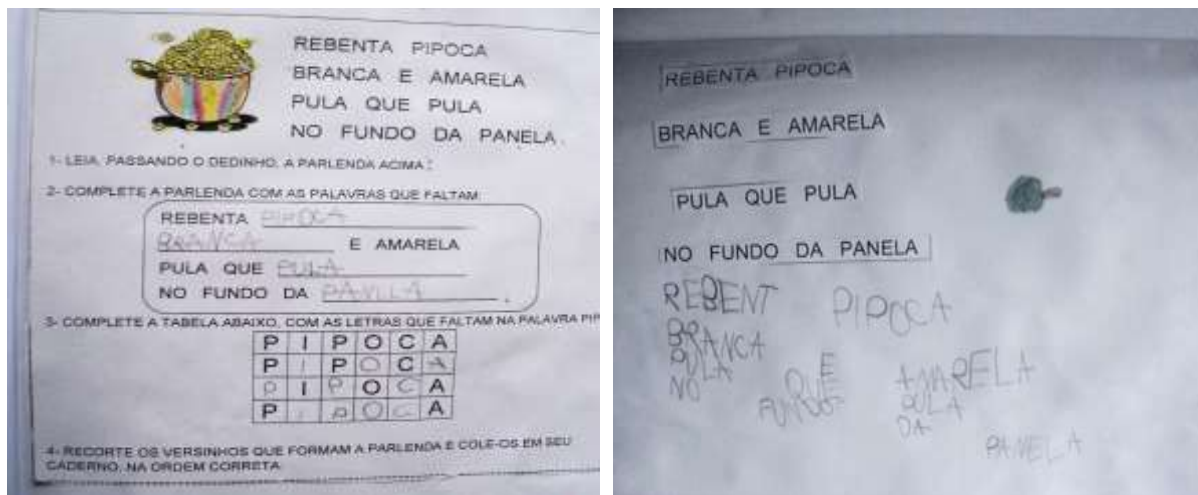 REBENTA PIPOCA
BRANCA E AMARELA
PULA QUE PULA
NO FUNDO DA PANELA.
1- LEIA, PASSANDO O DEDINHO, A PARLENDA ACIMA:
2- COMPLETE A PARLENDA COM AS PALAVRAS QUE FALTAM:
REBENTA PIPOCA
BRANCA E AMARELA
PULA QUE PULA
NO FUNDO DA PANELA.
3- COMPLETE A TABELA ABAIXO, COM AS LETRAS QUE FALTAM NA PALAVRA PIP
P I P O C A
P I P O C A
P I P O C A
P I P O C A
4- RECORTE OS VERSINHOS QUE FORMAM A PARLENDA E COLE-OS EM SEU
CADERNO, NA ORDEM CORRETA.
REBENTA PIPOCA
BRANCA E AMARELA
PULA QUE PULA
NO FUNDO DA PANELA
REBENT PIPOCA
BRANCA E AMARELA
PULA QUE PULA
NO FUNDO DA PANELA